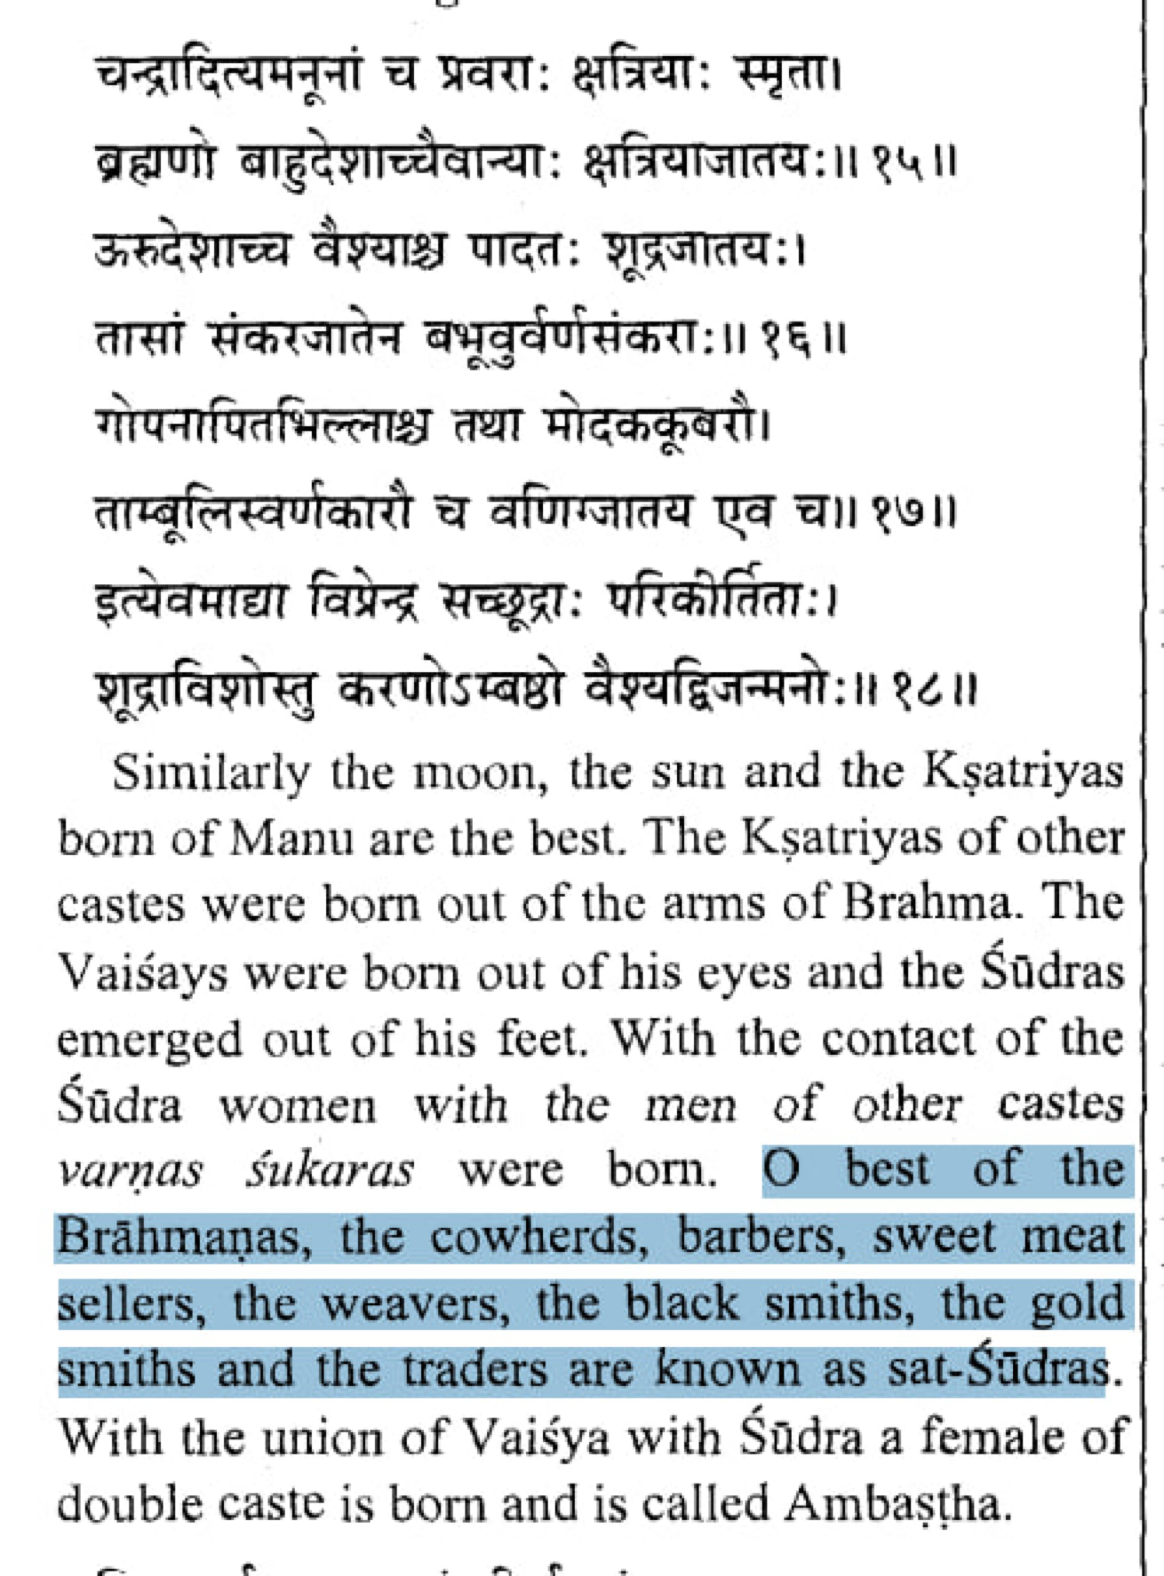 चन्द्रादित्यमनूनां च प्रवराः क्षत्रियाः स्मृता।
ब्रह्मणो बाहुदेशाच्चैवान्याः क्षत्रियाजातयः॥१५॥
ऊरुदेशाच्च वैश्याश्च पादतः शूद्रजातयः।
तासां संकरजातेन बभूवुर्वर्णसंकराः॥१६॥
गोपनापितभिल्लाश्च तथा मोदककूबरौ।
ताम्बूलिस्वर्णकारौ च वणिग्जातय एव च॥१७॥
इत्येवमाद्या विप्रेन्द्र सच्छूद्राः परिकीर्तिताः।
शूद्राविशोस्तु करणोऽम्बष्ठो वैश्यद्विजन्मनोः॥१८॥
Similarly the moon, the sun and the Kṣatriyas
born of Manu are the best. The Kṣatriyas of other
castes were born out of the arms of Brahma. The
Vaiśays were born out of his eyes and the Śūdras
emerged out of his feet. With the contact of the
Śūdra women with the men of other castes
varṇas śukaras were born. O best of the
Brāhmaṇas, the cowherds, barbers, sweet meat
sellers, the weavers, the black smiths, the gold
smiths and the traders are known as sat-Śūdras.
With the union of Vaiśya with Śūdra a female of
double caste is born and is called Ambaṣṭha.